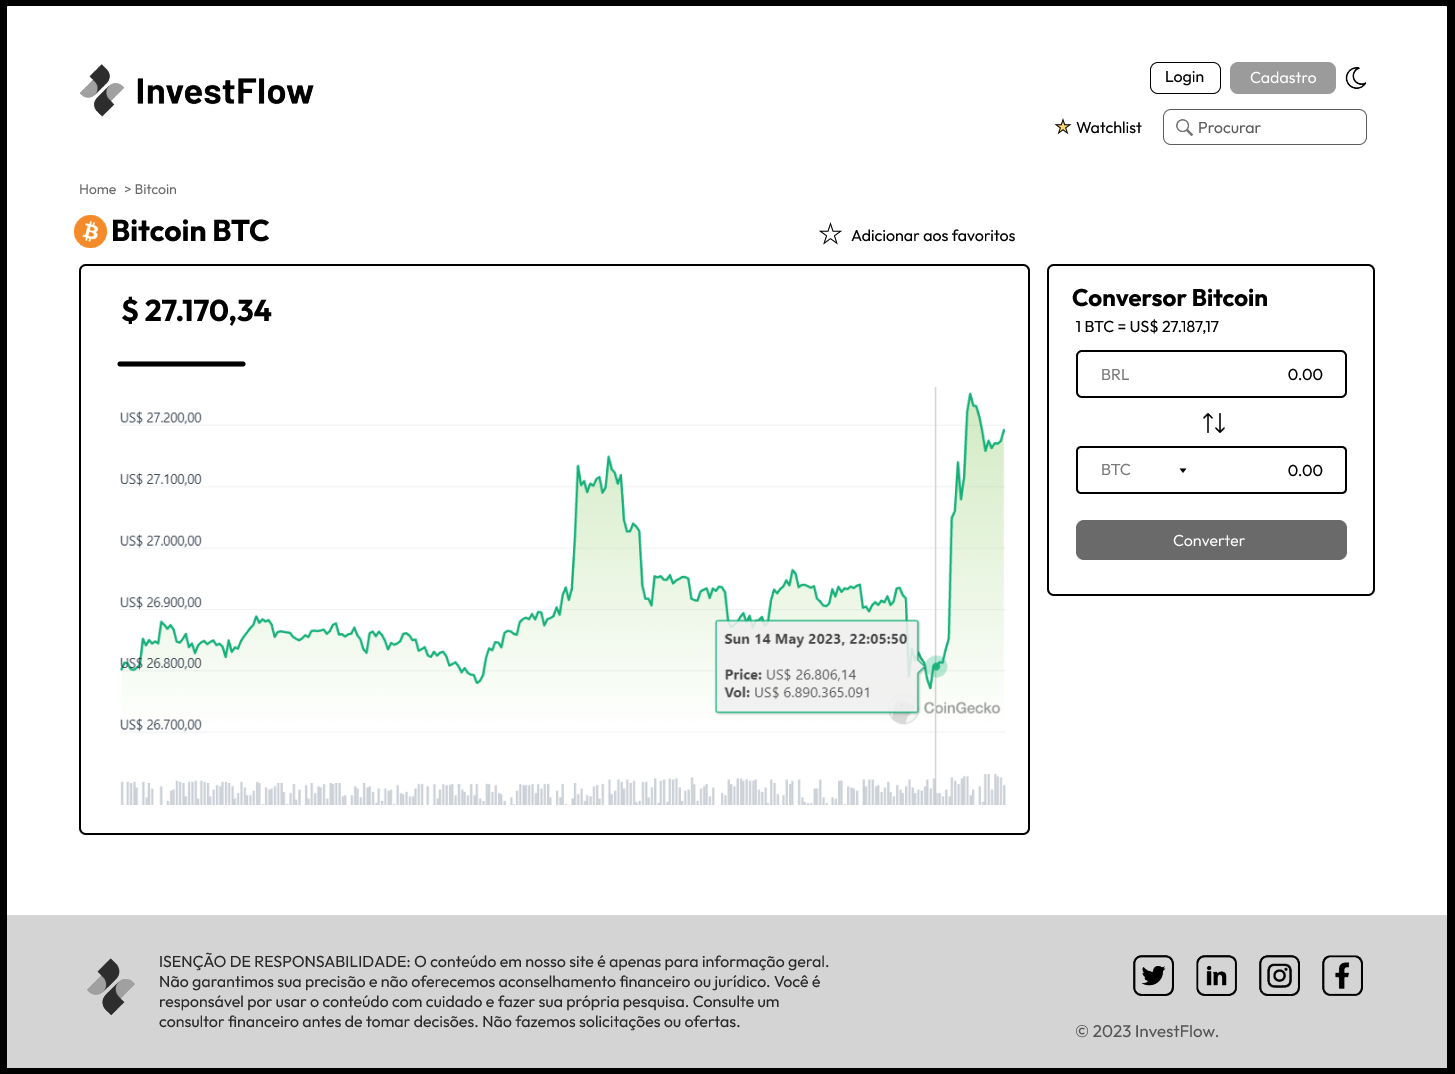 InvestFlow
Login
Cadastro
Watchlist
Procurar
Home > Bitcoin
Bitcoin BTC
Adicionar aos favoritos
$ 27.170,34
US$ 27.200,00
US$ 27.100,00
US$ 27.000,00
US$ 26.900,00
US$ 26.800,00
US$ 26.700,00
Sun 14 May 2023, 22:05:50
Price: US$ 26.806,14
Vol: US$ 6.890.365.091
CoinGecko
Conversor Bitcoin
1 BTC = US$ 27.187,17
BRL 0.00
BTC 0.00
Converter
ISENÇÃO DE RESPONSABILIDADE: O conteúdo em nosso site é apenas para informação geral.
Não garantimos sua precisão e não oferecemos aconselhamento financeiro ou jurídico. Você é
responsável por usar o conteúdo com cuidado e fazer sua própria pesquisa. Consulte um
consultor financeiro antes de tomar decisões. Não fazemos solicitações ou ofertas.
© 2023 InvestFlow.